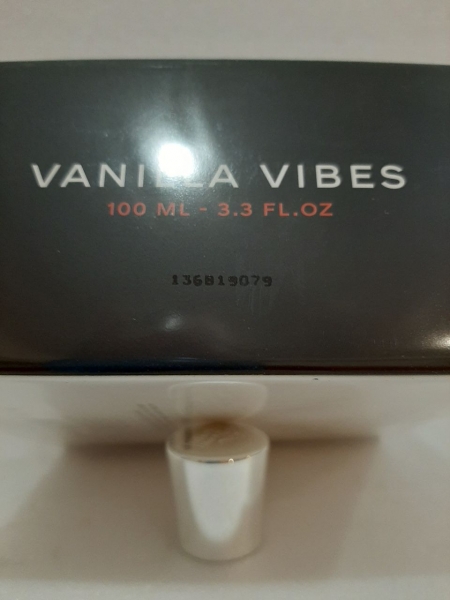 VANILLA VIBES
100 ML - 3.3 FL.OZ
136819079